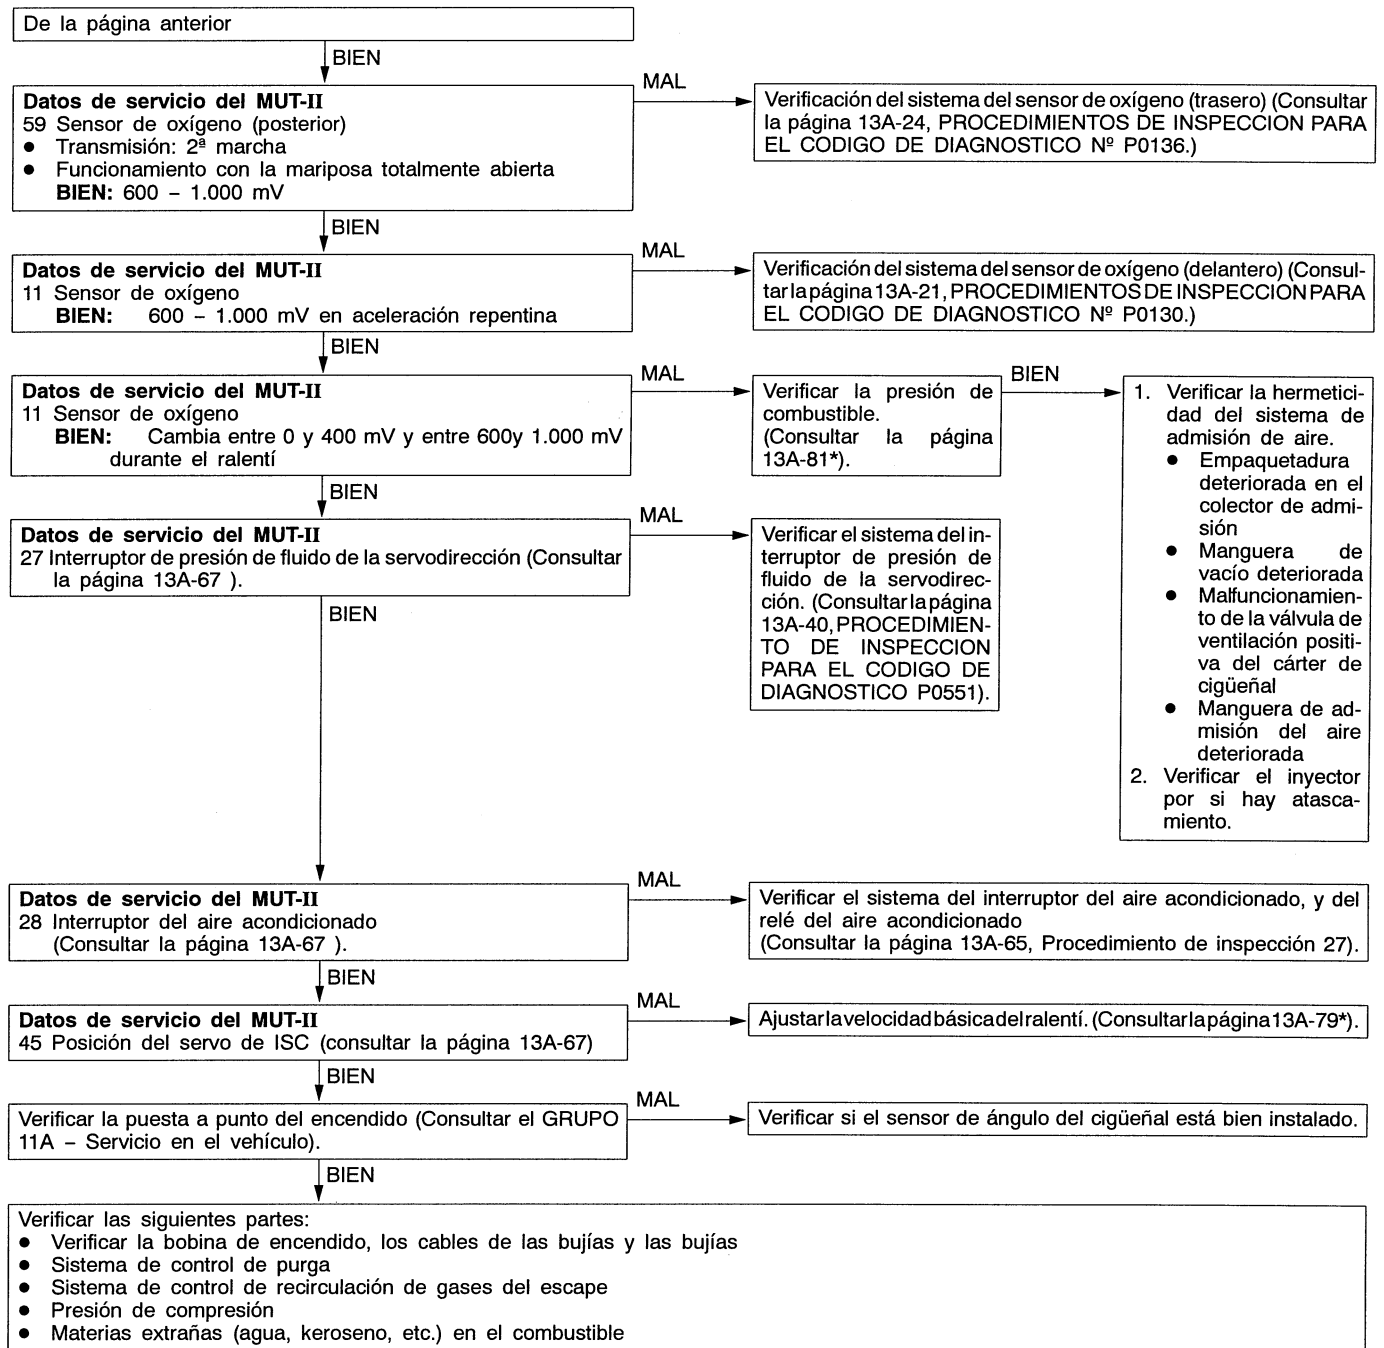 De la página anterior
BIEN
Datos de servicio del MUT-II
59 Sensor de oxígeno (posterior)
● Transmisión: 2ª marcha
● Funcionamiento con la mariposa totalmente abierta
BIEN: 600 – 1.000 mV
MAL
Verificación del sistema del sensor de oxígeno (trasero) (Consultar
la página 13A-24, PROCEDIMIENTOS DE INSPECCION PARA
EL CODIGO DE DIAGNOSTICO Nº P0136.)
BIEN
Datos de servicio del MUT-II
11 Sensor de oxígeno
BIEN: 600 – 1.000 mV en aceleración repentina
MAL
Verificación del sistema del sensor de oxígeno (delantero) (Consul-
tar la página 13A-21, PROCEDIMIENTOS DE INSPECCION PARA
EL CODIGO DE DIAGNOSTICO Nº P0130.)
BIEN
Datos de servicio del MUT-II
11 Sensor de oxígeno
BIEN: Cambia entre 0 y 400 mV y entre 600y 1.000 mV
durante el ralentí
MAL
Verificar la presión de
combustible.
(Consultar la página
13A-81*).
BIEN
1. Verificar la hermetici-
dad del sistema de
admisión de aire.
● Empaquetadura
deteriorada en el
colector de admi-
sión
● Manguera de
vacío deteriorada
● Malfuncionamien-
to de la válvula de
ventilación positi-
va del cárter de
cigüeñal
● Manguera de ad-
misión del aire
deteriorada
2. Verificar el inyector
por si hay atasca-
miento.
BIEN
Datos de servicio del MUT-II
27 Interruptor de presión de fluido de la servodirección (Consultar
la página 13A-67 ).
MAL
Verificar el sistema del in-
terruptor de presión de
fluido de la servodirec-
ción. (Consultar la página
13A-40, PROCEDIMIEN-
TO DE INSPECCION
PARA EL CODIGO DE
DIAGNOSTICO P0551).
BIEN
Datos de servicio del MUT-II
28 Interruptor del aire acondicionado
(Consultar la página 13A-67 ).
MAL
Verificar el sistema del interruptor del aire acondicionado, y del
relé del aire acondicionado
(Consultar la página 13A-65, Procedimiento de inspección 27).
BIEN
Datos de servicio del MUT-II
45 Posición del servo de ISC (consultar la página 13A-67)
MAL
Ajustar la velocidad básica del ralentí. (Consultar la página 13A-79*).
BIEN
Verificar la puesta a punto del encendido (Consultar el GRUPO
11A – Servicio en el vehículo).
MAL
Verificar si el sensor de ángulo del cigüeñal está bien instalado.
BIEN
Verificar las siguientes partes:
● Verificar la bobina de encendido, los cables de las bujías y las bujías
● Sistema de control de purga
● Sistema de control de recirculación de gases del escape
● Presión de compresión
● Materias extrañas (agua, keroseno, etc.) en el combustible